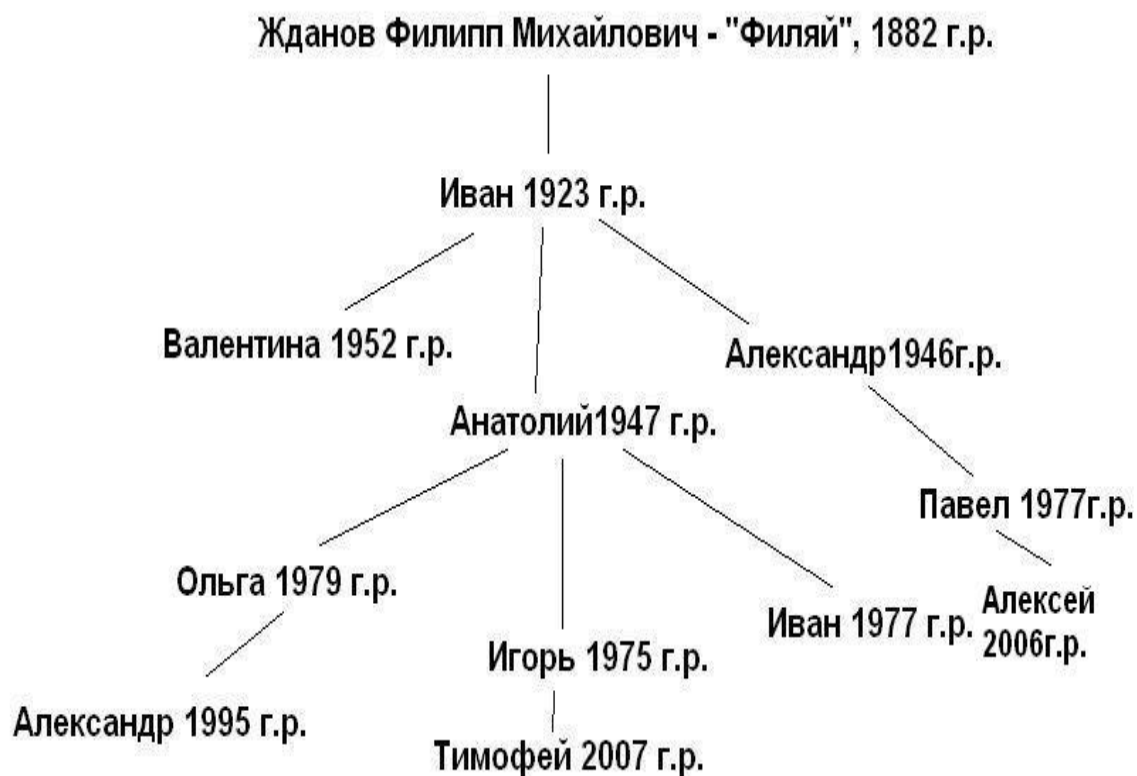 Жданов Филипп Михайлович - "Филяй", 1882 г.р.
Иван 1923 г.р.
Валентина 1952 г.р.
Александр1946г.р.
Анатолий1947 г.р.
Павел 1977г.р.
Ольга 1979 г.р.
Иван 1977 г.р.
Алексей
2006г.р.
Игорь 1975 г.р.
Александр 1995 г.р.
Тимофей 2007 г.р.